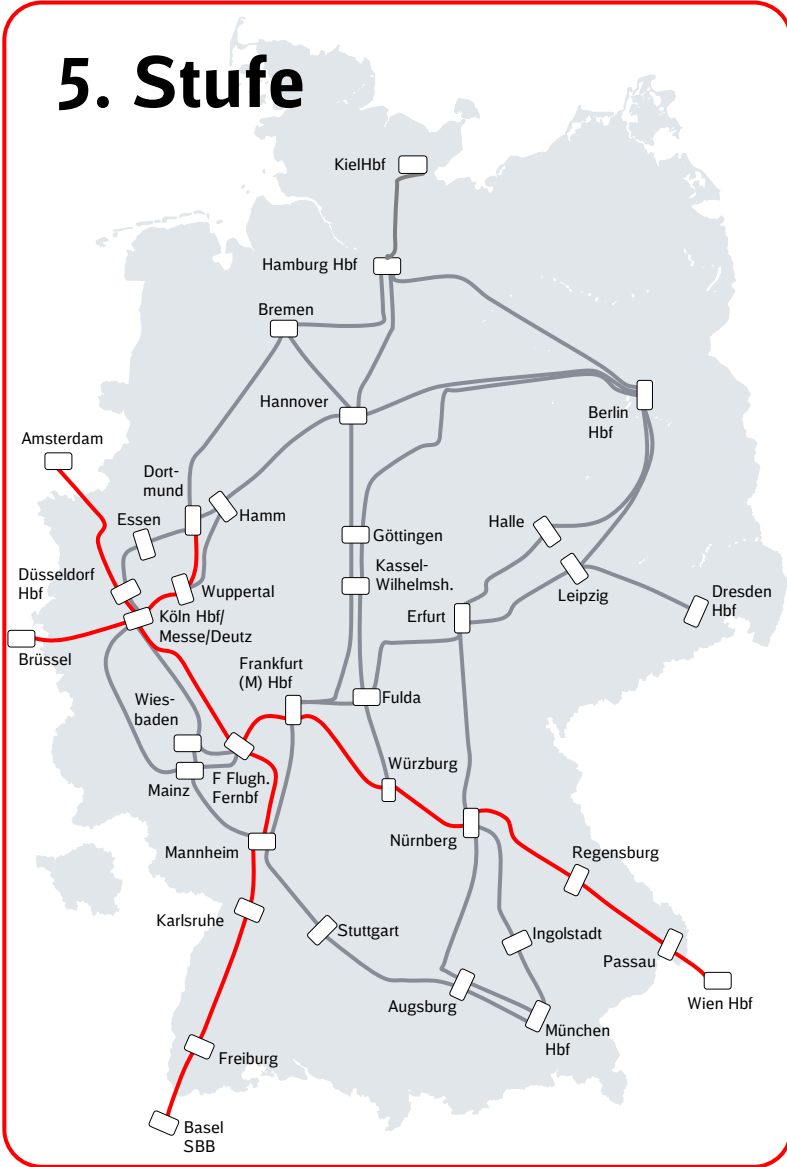 5. Stufe
KielHbf
Hamburg Hbf
Bremen
Hannover
Berlin
Hbf
Amsterdam
Dort-
mund
Essen
Hamm
Göttingen
Halle
Kassel-
Wilhelmsh.
Düsseldorf
Hbf
Wuppertal
Leipzig
Dresden
Hbf
Köln Hbf/
Messe/Deutz
Erfurt
Brüssel
Frankfurt
(M) Hbf
Wies-
baden
Fulda
Mainz
F Flugh.
Fernbf
Würzburg
Nürnberg
Mannheim
Regensburg
Karlsruhe
Stuttgart
Ingolstadt
Passau
Wien Hbf
Augsburg
München
Hbf
Freiburg
Basel
SBB